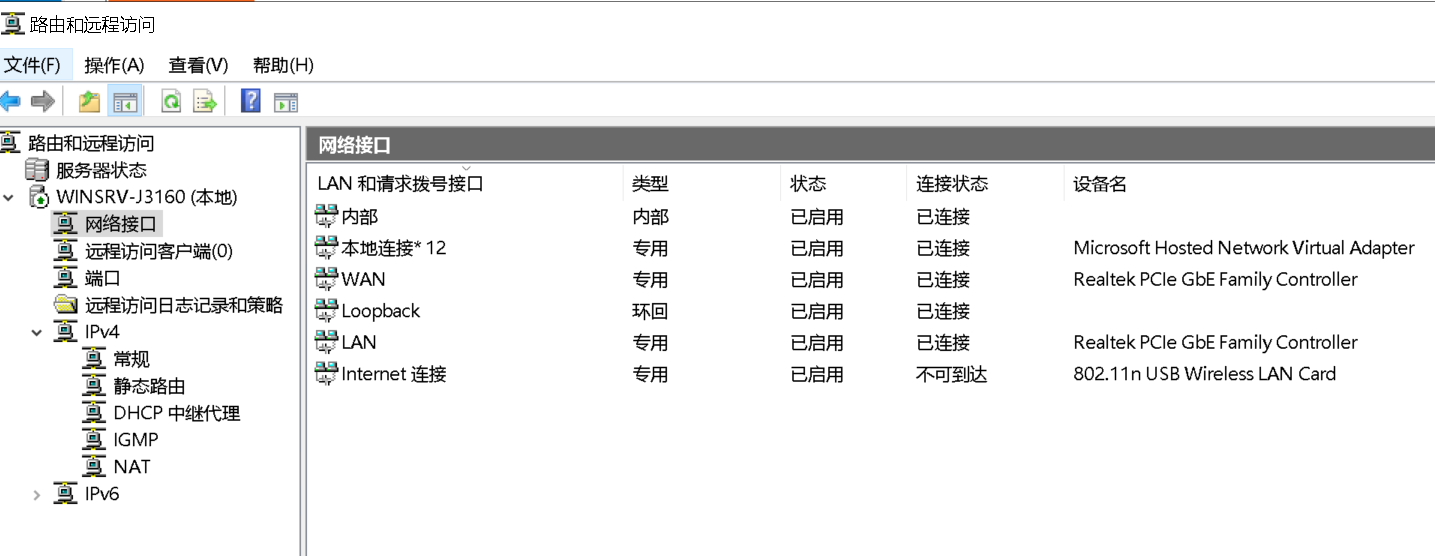 路由和远程访问
文件(F) 操作(A) 查看(V) 帮助(H)
路由和远程访问
服务器状态
WINSRV-J3160 (本地)
网络接口
远程访问客户端(0)
端口
远程访问日志记录和策略
IPv4
常规
静态路由
DHCP 中继代理
IGMP
NAT
IPv6
网络接口
LAN 和请求拨号接口 类型 状态 连接状态 设备名
内部 内部 已启用 已连接
本地连接* 12 专用 已启用 已连接 Microsoft Hosted Network Virtual Adapter
WAN 专用 已启用 已连接 Realtek PCIe GbE Family Controller
Loopback 环回 已启用 已连接
LAN 专用 已启用 已连接 Realtek PCIe GbE Family Controller
Internet 连接 专用 已启用 不可到达 802.11n USB Wireless LAN Card